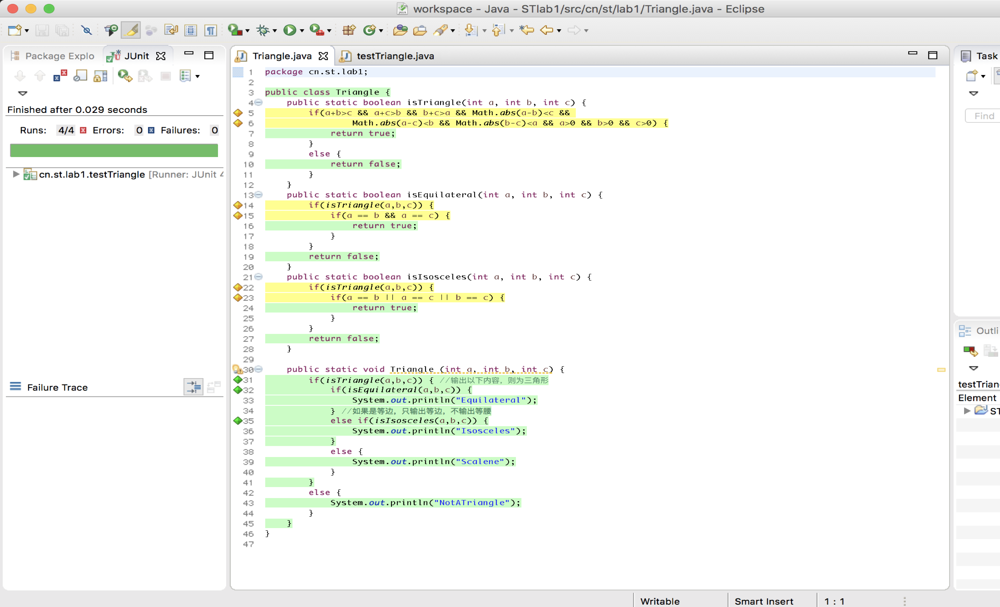 workspace - Java - STlab1/src/cn/st/lab1/Triangle.java - Eclipse
Package Explo
JUnit
Finished after 0.029 seconds
Runs: 4/4 Errors: 0 Failures: 0
cn.st.lab1.testTriangle [Runner: JUnit 4
Failure Trace
Triangle.java
testTriangle.java
1 package cn.st.lab1;
2
3 public class Triangle {
4 public static boolean isTriangle(int a, int b, int c) {
5 if(a+b>c && a+c>b && b+c>a && Math.abs(a-b)<c &&
6 Math.abs(a-c)<b && Math.abs(b-c)<a && a>0 && b>0 && c>0) {
7 return true;
8 }
9 else {
10 return false;
11 }
12 }
13 public static boolean isEquilateral(int a, int b, int c) {
14 if(isTriangle(a,b,c)) {
15 if(a == b && a == c) {
16 return true;
17 }
18 }
19 return false;
20 }
21 public static boolean isIsosceles(int a, int b, int c) {
22 if(isTriangle(a,b,c)) {
23 if(a == b || a == c || b == c) {
24 return true;
25 }
26 }
27 return false;
28 }
29
30 public static void Triangle (int a, int b, int c) {
31 if(isTriangle(a,b,c)) { //输出以下内容，则为三角形
32 if(isEquilateral(a,b,c)) {
33 System.out.println("Equilateral");
34 } //如果是等边，只输出等边，不输出等腰
35 else if(isIsosceles(a,b,c)) {
36 System.out.println("Isosceles");
37 }
38 else {
39 System.out.println("Scalene");
40 }
41 }
42 else {
43 System.out.println("NotATriangle");
44 }
45 }
46 }
47
Task
Find
Outli
testTrian
Element
ST
Writable
Smart Insert
1 : 1